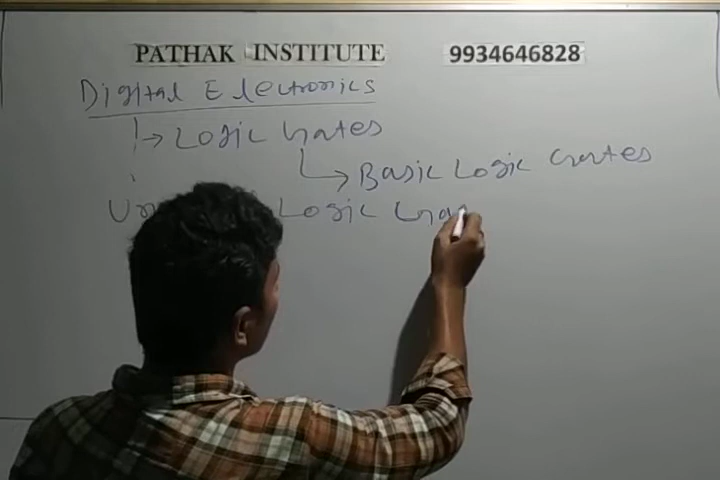 PATHAK INSTITUTE 9934646828
Digital Electronics
Logic Gates
Basic Logic Gates
Logic